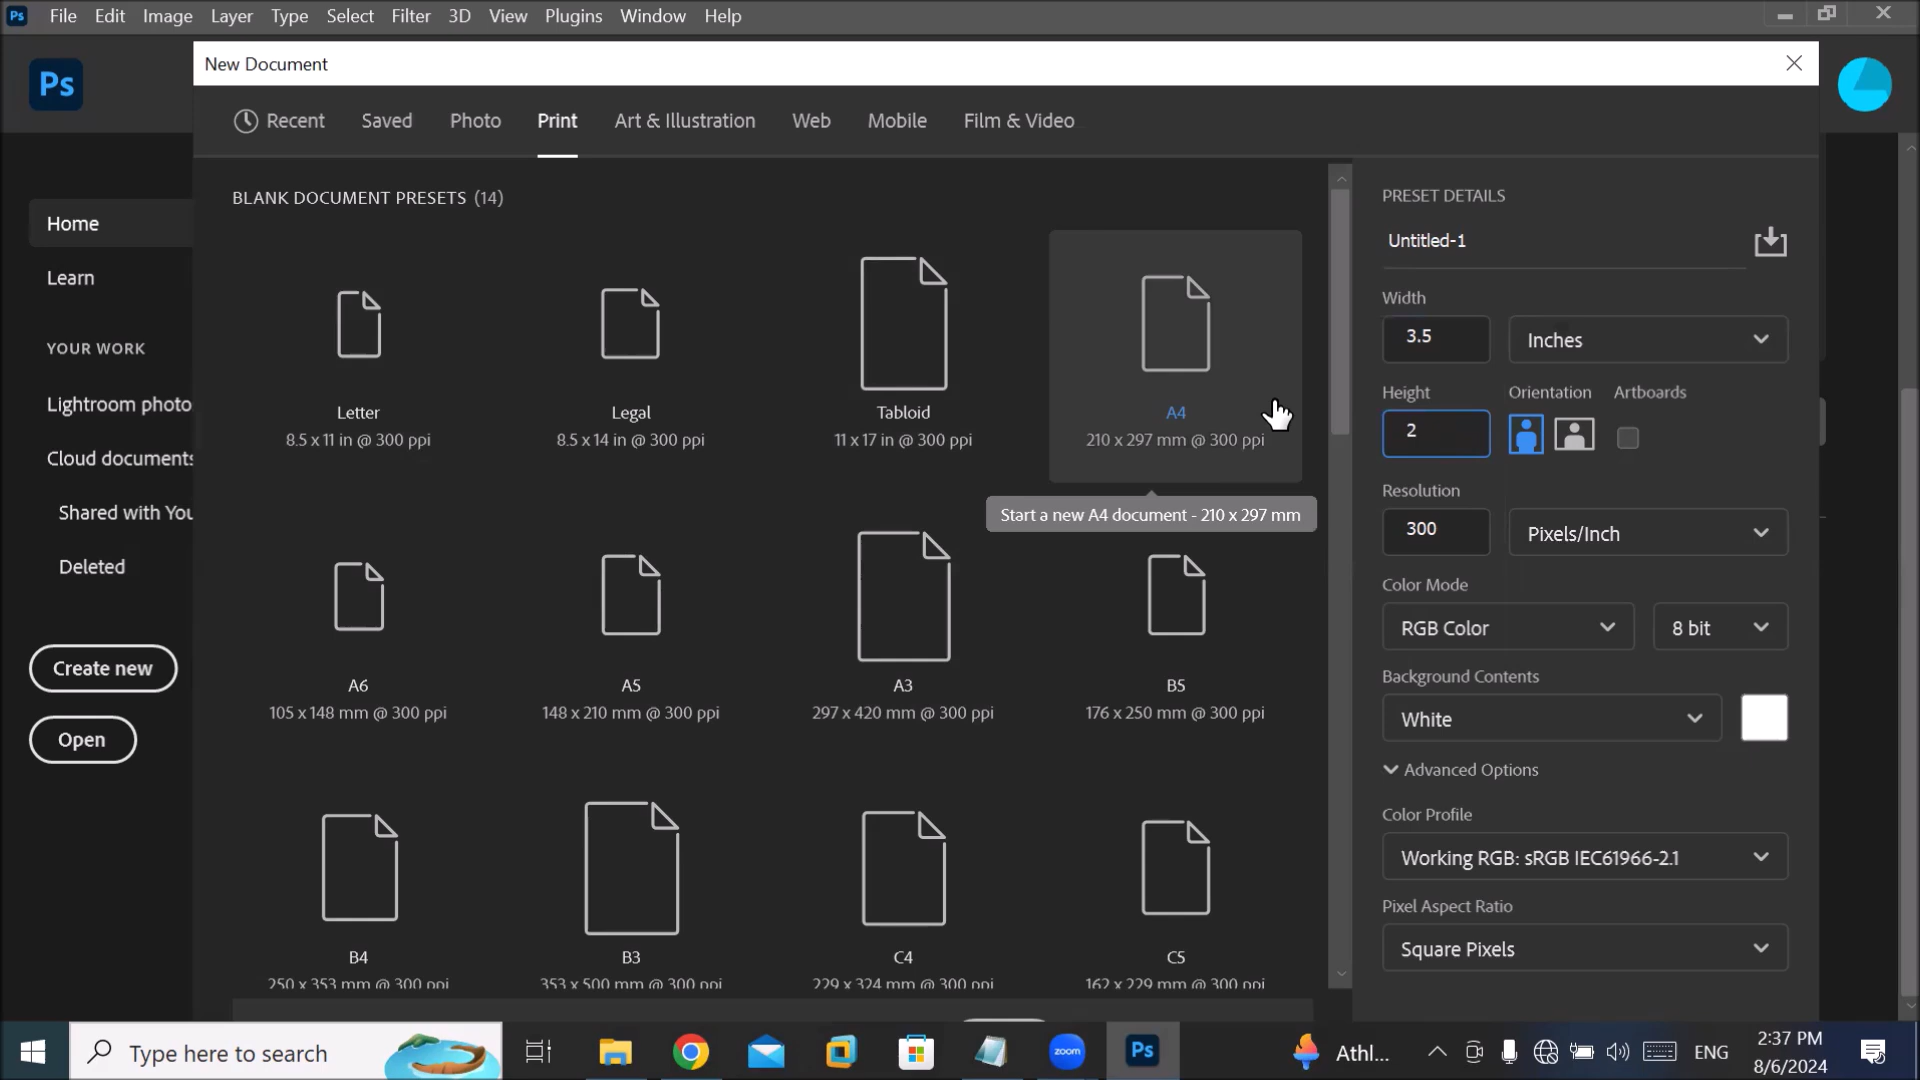 Ps File Edit Image Layer Type Select Filter 3D View Plugins Window Help
New Document
Ps
Recent Saved Photo Print Art & Illustration Web Mobile Film & Video
Home
Learn
YOUR WORK
Lightroom photo
Cloud documents
Shared with You
Deleted
Create new
Open
BLANK DOCUMENT PRESETS (14)
Letter
8.5 x 11 in @ 300 ppi
Legal
8.5 x 14 in @ 300 ppi
Tabloid
11 x 17 in @ 300 ppi
A4
210 x 297 mm @ 300 ppi
Start a new A4 document - 210 x 297 mm
A6
105 x 148 mm @ 300 ppi
A5
148 x 210 mm @ 300 ppi
A3
297 x 420 mm @ 300 ppi
B5
176 x 250 mm @ 300 ppi
B4
250 x 353 mm @ 300 ppi
B3
353 x 500 mm @ 300 ppi
C4
229 x 324 mm @ 300 ppi
C5
162 x 229 mm @ 300 ppi
PRESET DETAILS
Untitled-1
Width
3.5 Inches
Height Orientation Artboards
2
Resolution
300 Pixels/Inch
Color Mode
RGB Color 8 bit
Background Contents
White
Advanced Options
Color Profile
Working RGB: sRGB IEC61966-2.1
Pixel Aspect Ratio
Square Pixels
Type here to search
zoom
Ps
Athl...
ENG
2:37 PM
8/6/2024